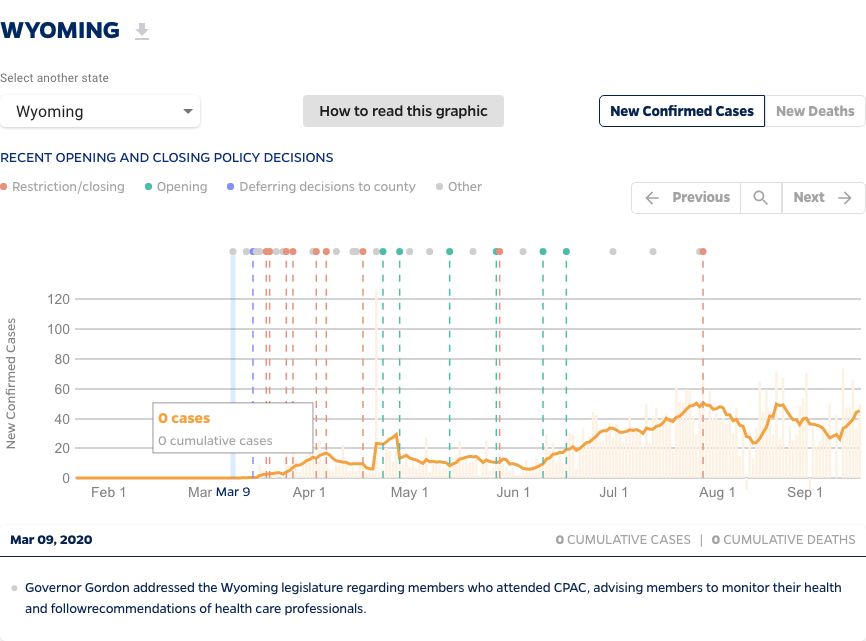 WYOMING
Select another state
Wyoming
How to read this graphic
New Confirmed Cases
New Deaths
RECENT OPENING AND CLOSING POLICY DECISIONS
Restriction/closing
Opening
Deferring decisions to county
Other
Previous
Next
New Confirmed Cases
120
100
80
60
40
20
0
0 cases
0 cumulative cases
Feb 1
Mar
Mar 9
Apr 1
May 1
Jun 1
Jul 1
Aug 1
Sep 1
Mar 09, 2020
0 CUMULATIVE CASES | 0 CUMULATIVE DEATHS
Governor Gordon addressed the Wyoming legislature regarding members who attended CPAC, advising members to monitor their health
and followrecommendations of health care professionals.